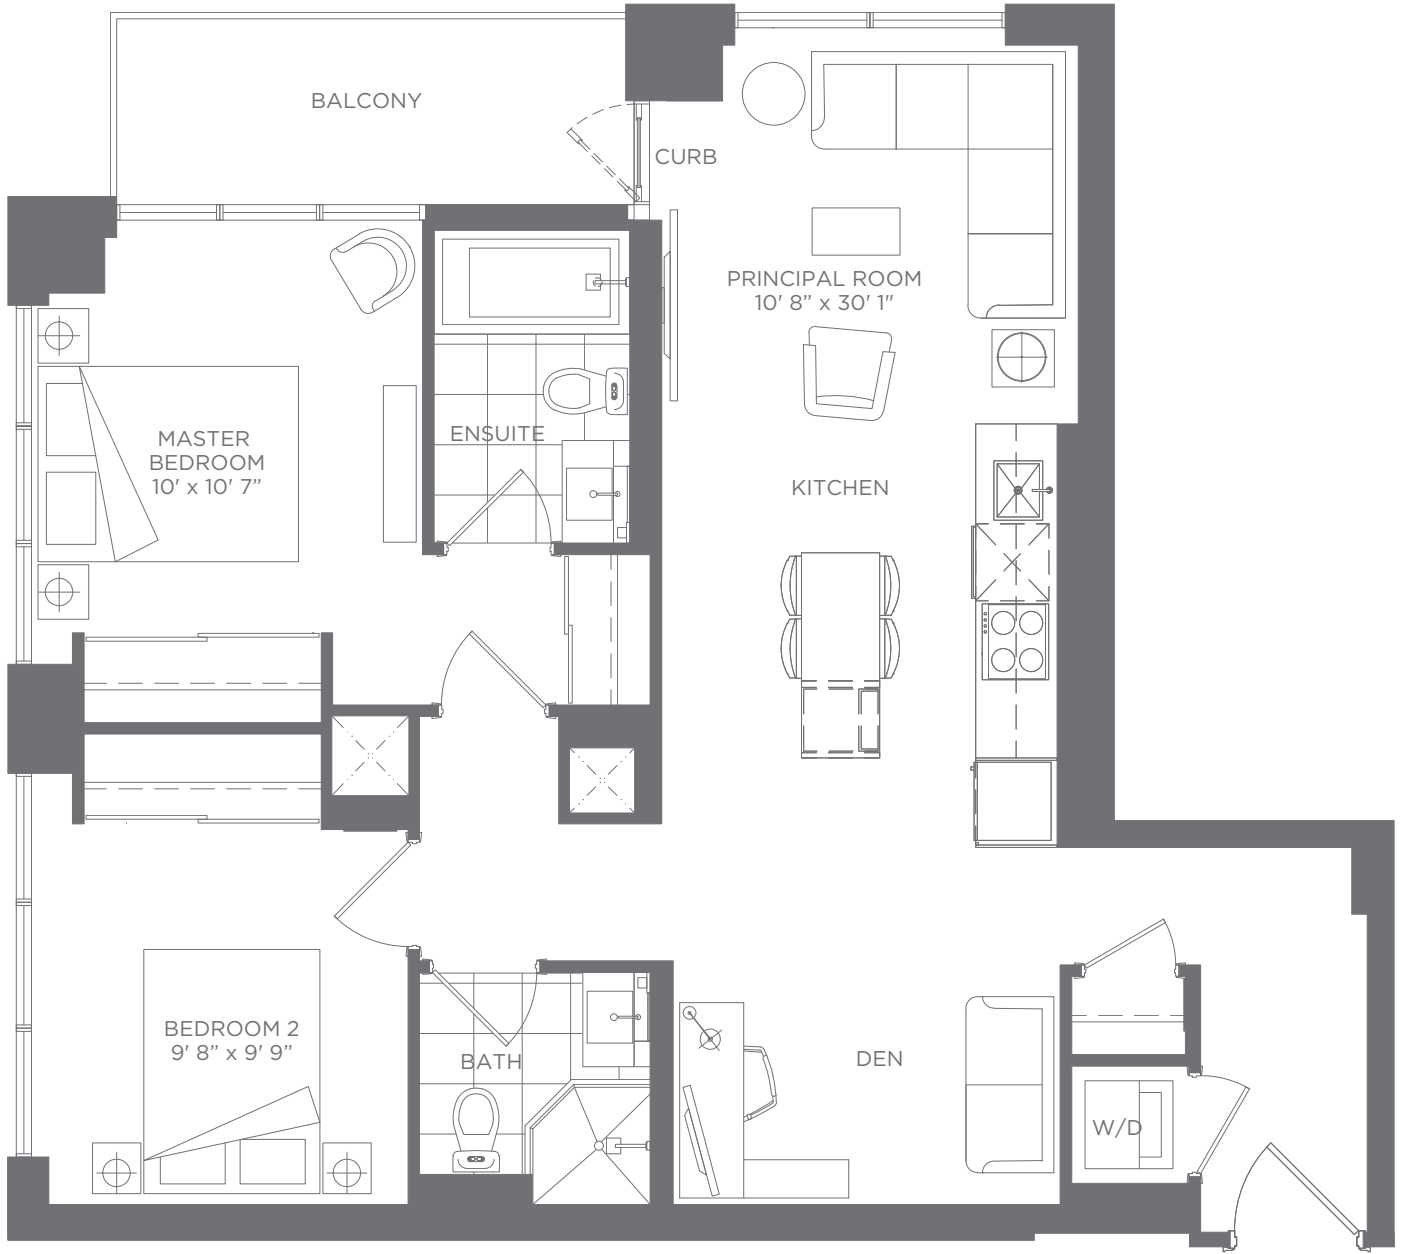 BALCONY
CURB
PRINCIPAL ROOM
10' 8” x 30' 1"
MASTER
BEDROOM
10' x 10' 7”
ENSUITE
KITCHEN
BEDROOM 2
9' 8” x 9' 9”
BATH
DEN
W/D